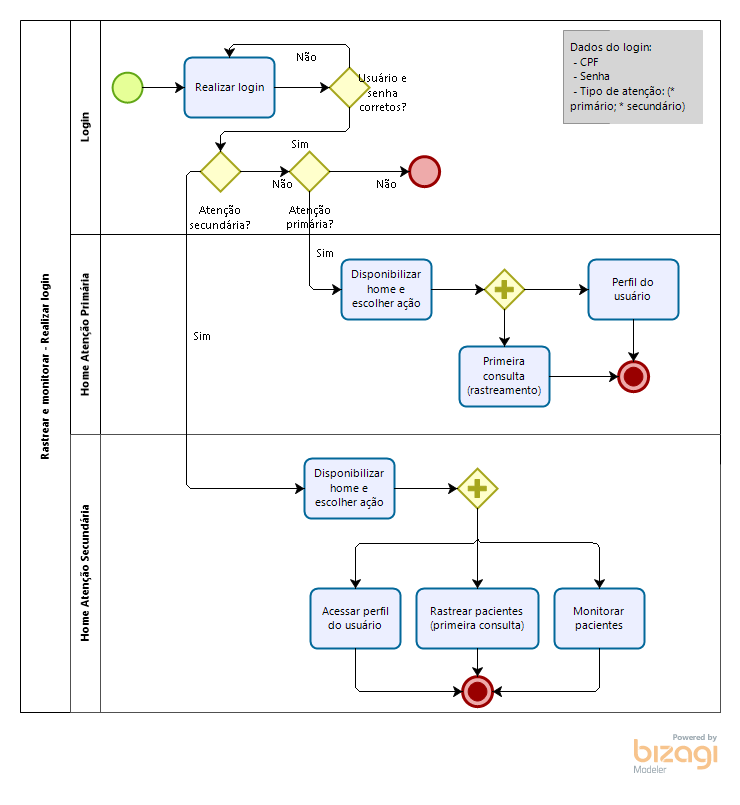 Rastrear e monitorar - Realizar login
Login
Realizar login
Não
Usuário e
senha
corretos?
Dados do login:
- CPF
- Senha
- Tipo de atenção: (*
primário; * secundário)
Sim
Não
Não
Atenção
secundária?
Atenção
primária?
Home Atenção Primária
Sim
Disponibilizar
home e
escolher ação
Perfil do
usuário
Primeira
consulta
(rastreamento)
Sim
Home Atenção Secundária
Disponibilizar
home e
escolher ação
Acessar perfil
do usuário
Rastrear pacientes
(primeira consulta)
Monitorar
pacientes
Powered by
bizagi
Modeler